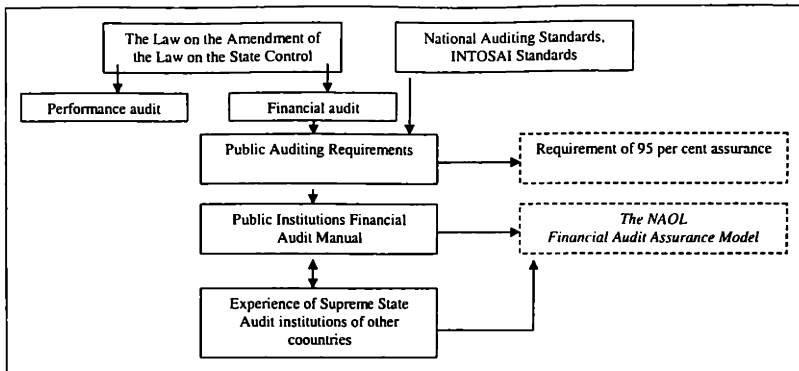 The Law on the Amendment of
the Law on the State Control
National Auditing Standards,
INTOSAI Standards
Performance audit
Financial audit
Public Auditing Requirements
Requirement of 95 per cent assurance
Public Institutions Financial
Audit Manual
The NAOL
Financial Audit Assurance Model
Experience of Supreme State
Audit institutions of other
coountries